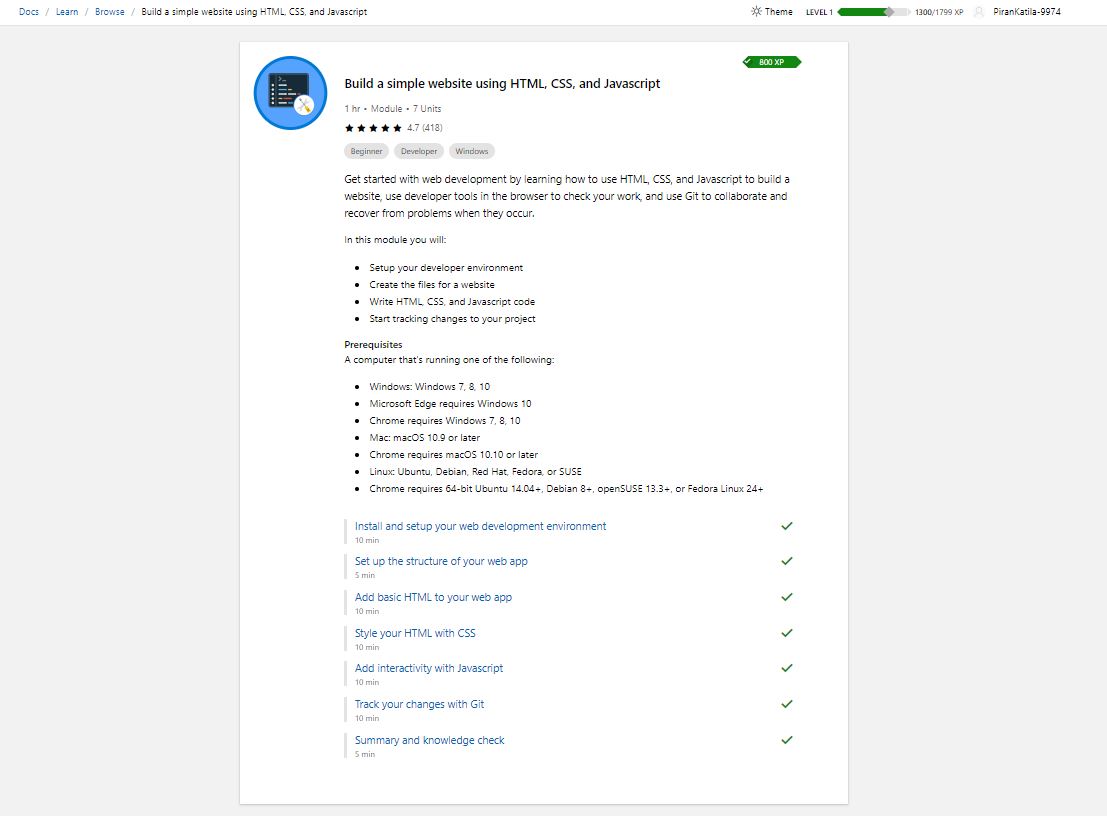 Docs / Learn / Browse / Build a simple website using HTML, CSS, and Javascript
Theme LEVEL 1 1300/1799 XP PiranKatila-9974
800 XP
Build a simple website using HTML, CSS, and Javascript
1 hr • Module • 7 Units
4.7 (418)
Beginner Developer Windows
Get started with web development by learning how to use HTML, CSS, and Javascript to build a
website, use developer tools in the browser to check your work, and use Git to collaborate and
recover from problems when they occur.
In this module you will:
• Setup your developer environment
• Create the files for a website
• Write HTML, CSS, and Javascript code
• Start tracking changes to your project
Prerequisites
A computer that's running one of the following:
• Windows: Windows 7, 8, 10
• Microsoft Edge requires Windows 10
• Chrome requires Windows 7, 8, 10
• Mac: macOS 10.9 or later
• Chrome requires macOS 10.10 or later
• Linux: Ubuntu, Debian, Red Hat, Fedora, or SUSE
• Chrome requires 64-bit Ubuntu 14.04+, Debian 8+, openSUSE 13.3+, or Fedora Linux 24+
Install and setup your web development environment
10 min
Set up the structure of your web app
5 min
Add basic HTML to your web app
10 min
Style your HTML with CSS
10 min
Add interactivity with Javascript
10 min
Track your changes with Git
10 min
Summary and knowledge check
5 min